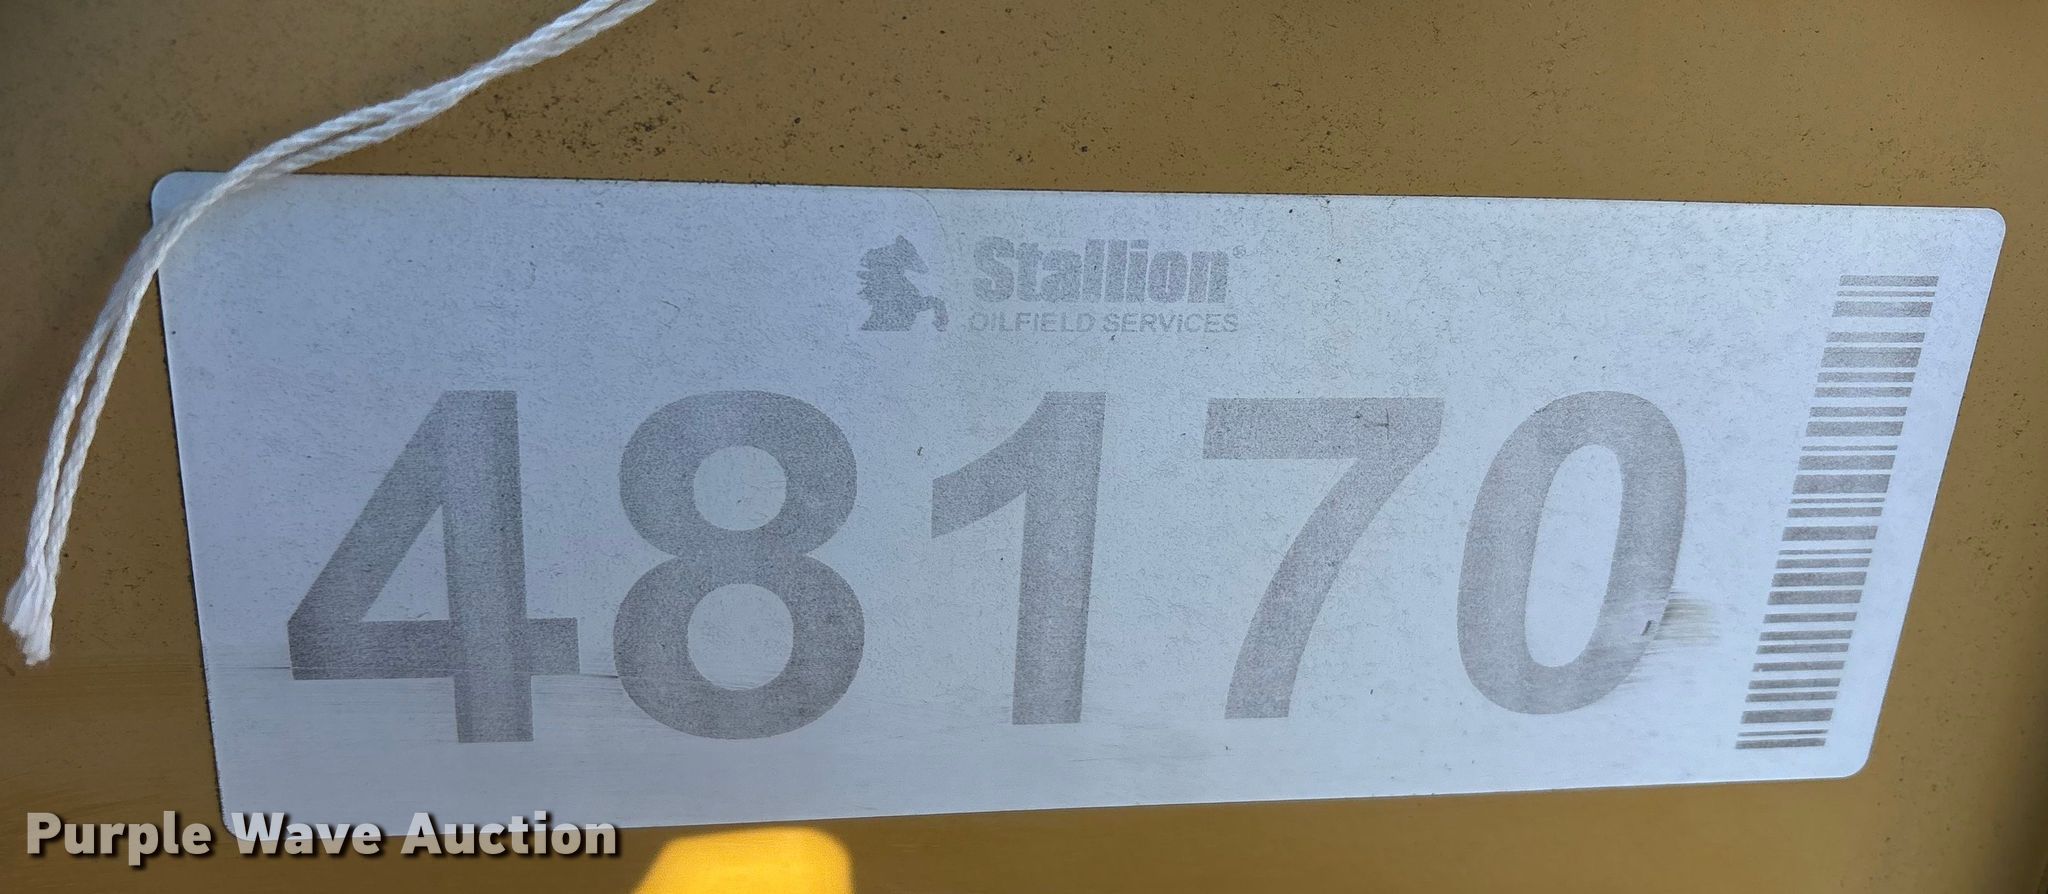 Stallion®
OILFIELD SERVICES
48170
Purple Wave Auction